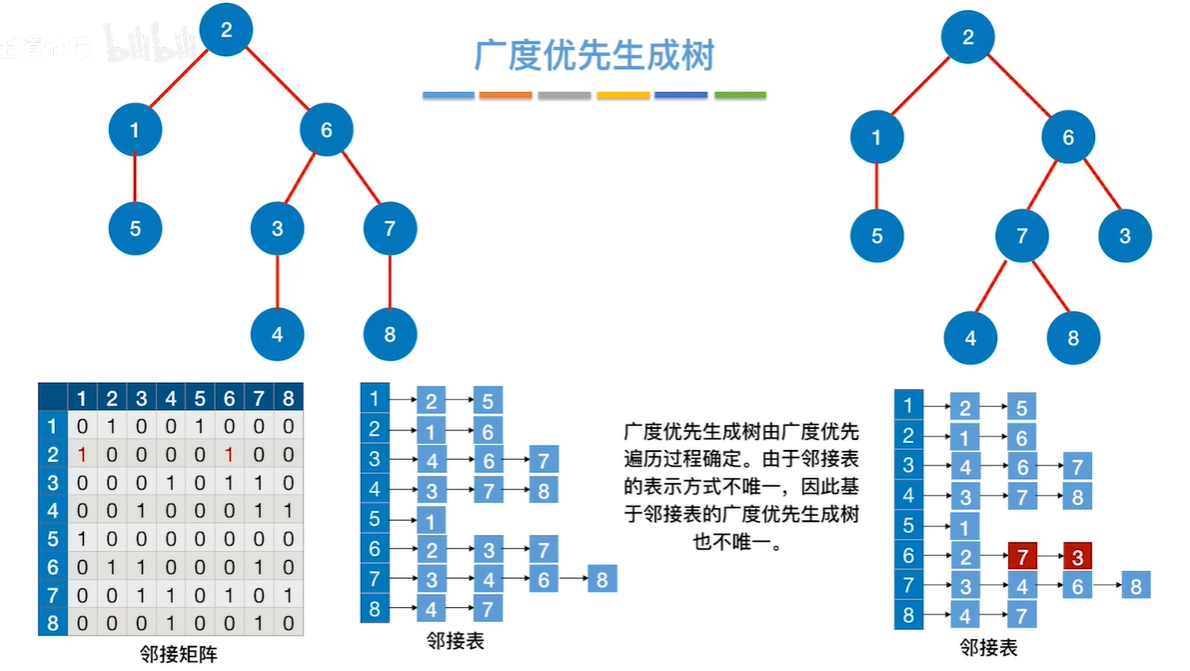 bilibili
广度优先生成树
2
1 6
5 3 7
4 8
2
1 6
5 7 3
4 8
1 2 3 4 5 6 7 8
1 0 1 0 0 1 0 0 0
2 1 0 0 0 0 1 0 0
3 0 0 0 1 0 1 1 0
4 0 0 1 0 0 0 1 1
5 1 0 0 0 0 0 0 0
6 0 1 1 0 0 0 1 0
7 0 0 1 1 0 1 0 1
8 0 0 0 1 0 0 1 0
邻接矩阵
1 2 5
2 1 6
3 4 6 7
4 3 7 8
5 1
6 2 3 7
7 3 4 6 8
8 4 7
邻接表
广度优先生成树由广度优先
遍历过程确定。由于邻接表
的表示方式不唯一，因此基
于邻接表的广度优先生成树
也不唯一。
1 2 5
2 1 6
3 4 6 7
4 3 7 8
5 1
6 2 7 3
7 3 4 6 8
8 4 7
邻接表